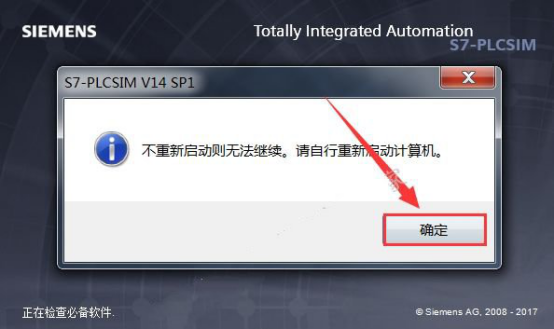 SIEMENS
Totally Integrated Automation
S7-PLCSIM
S7-PLCSIM V14 SP1
不重新启动则无法继续。请自行重新启动计算机。
确定
正在检查必备软件.
© Siemens AG, 2008 - 2017